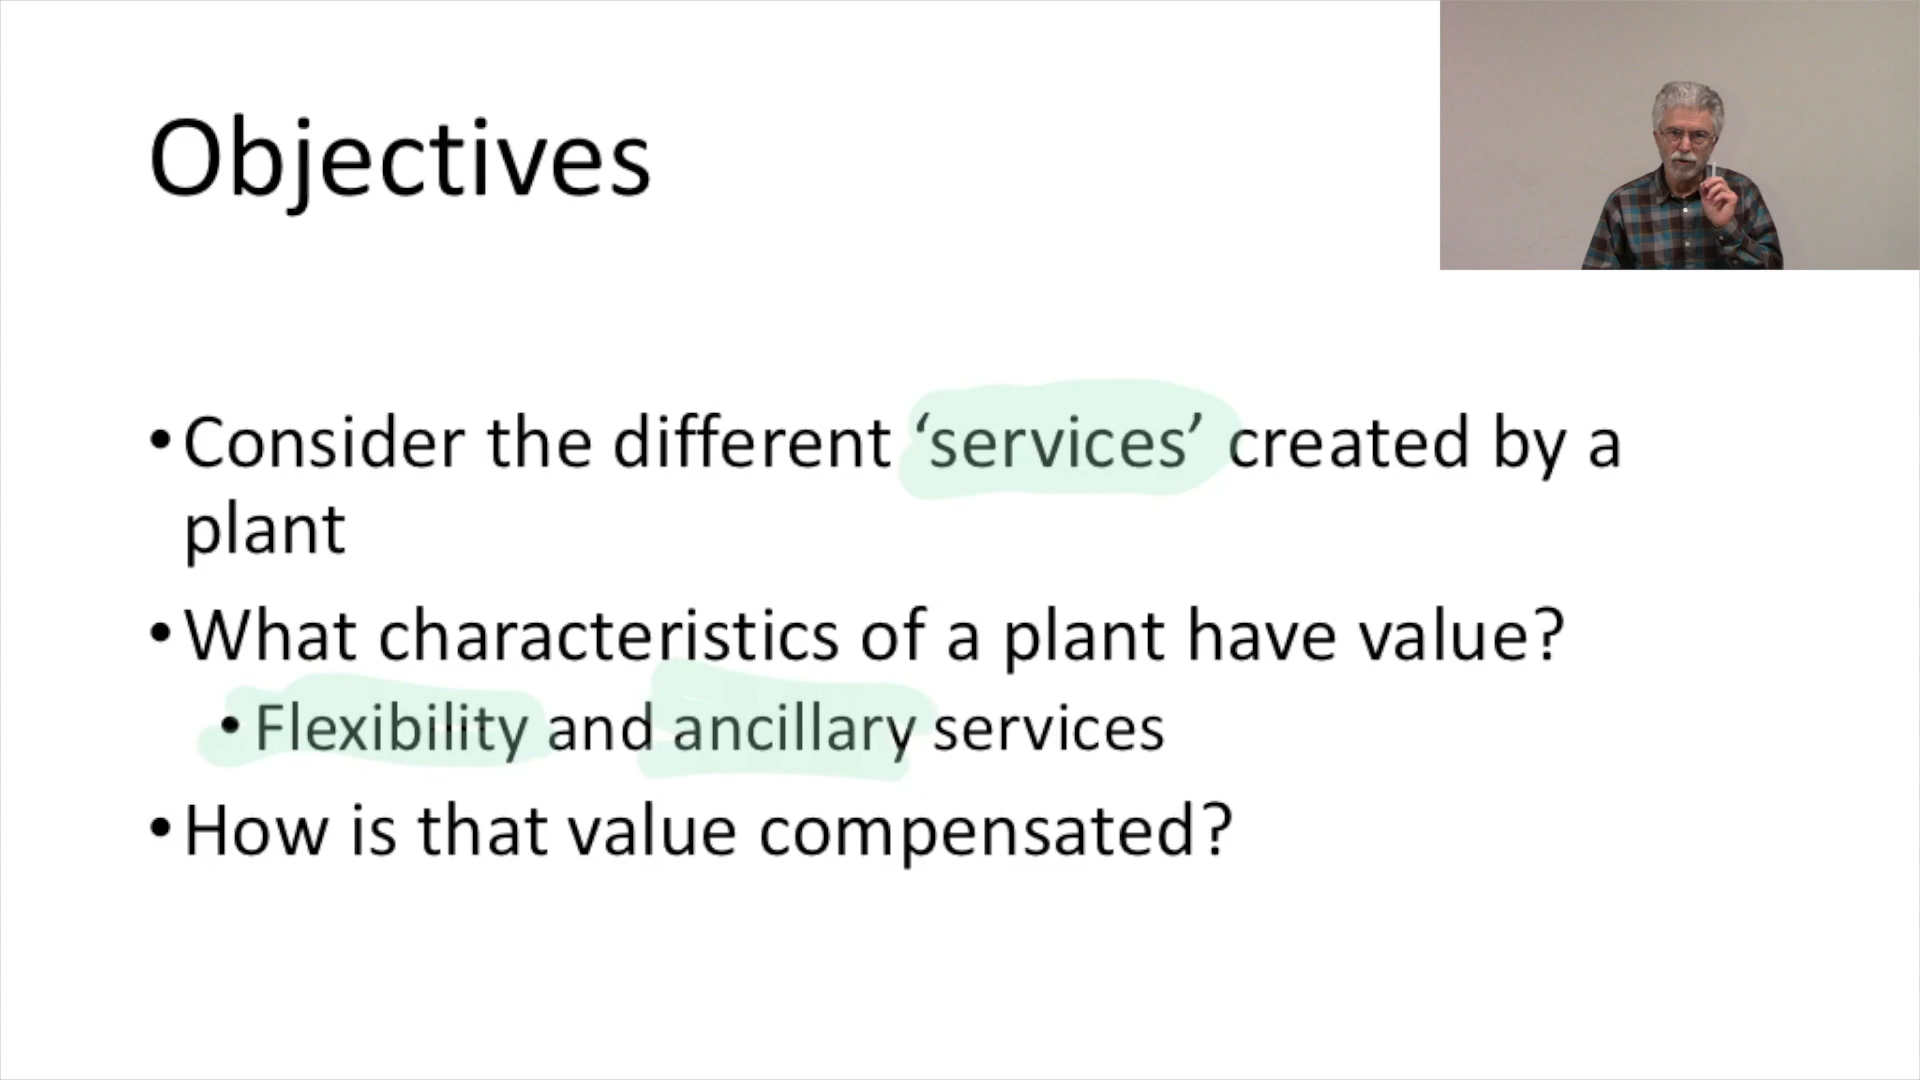 Objectives
•Consider the different ‘services’ created by a
plant
•What characteristics of a plant have value?
•Flexibility and ancillary services
•How is that value compensated?